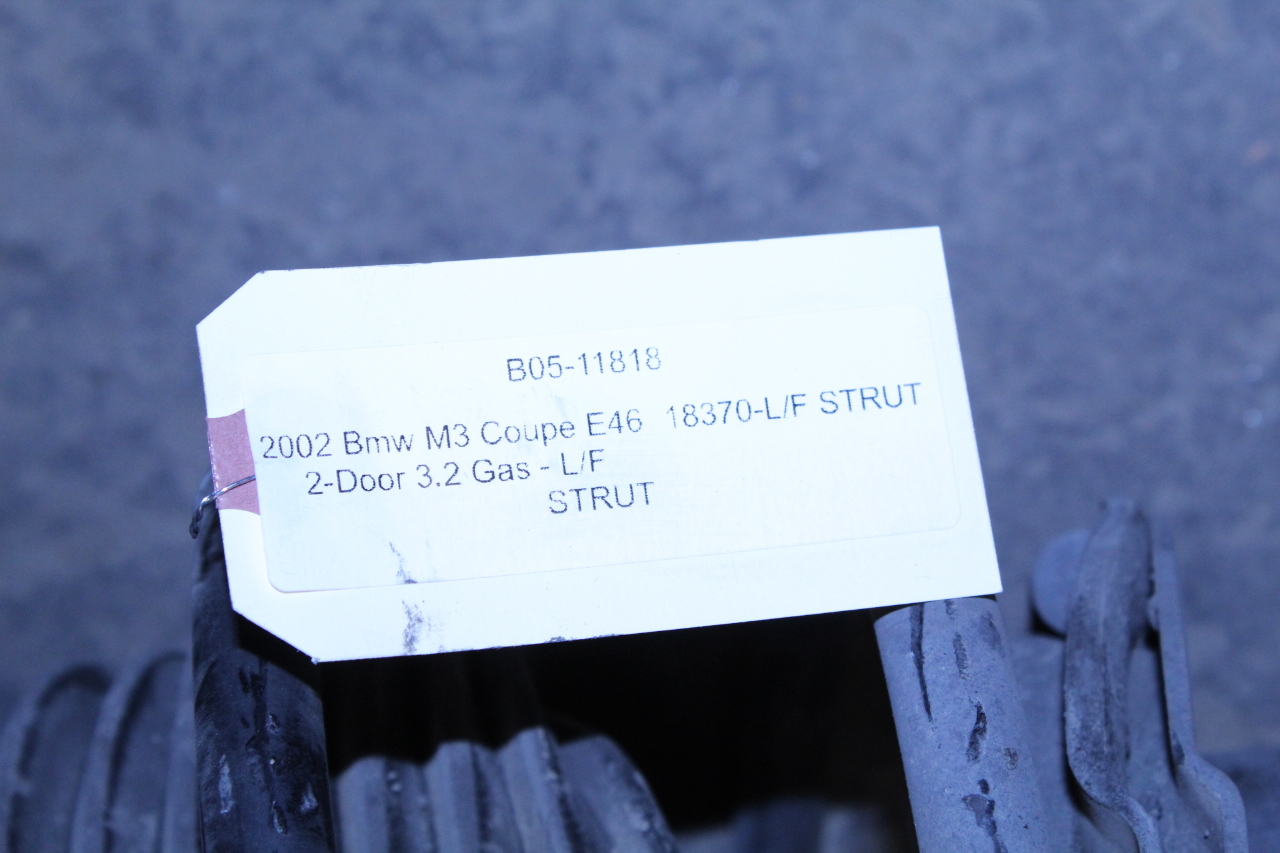 B05-11818
2002 Bmw M3 Coupe E46 18370-L/F STRUT
2-Door 3.2 Gas - L/F
STRUT